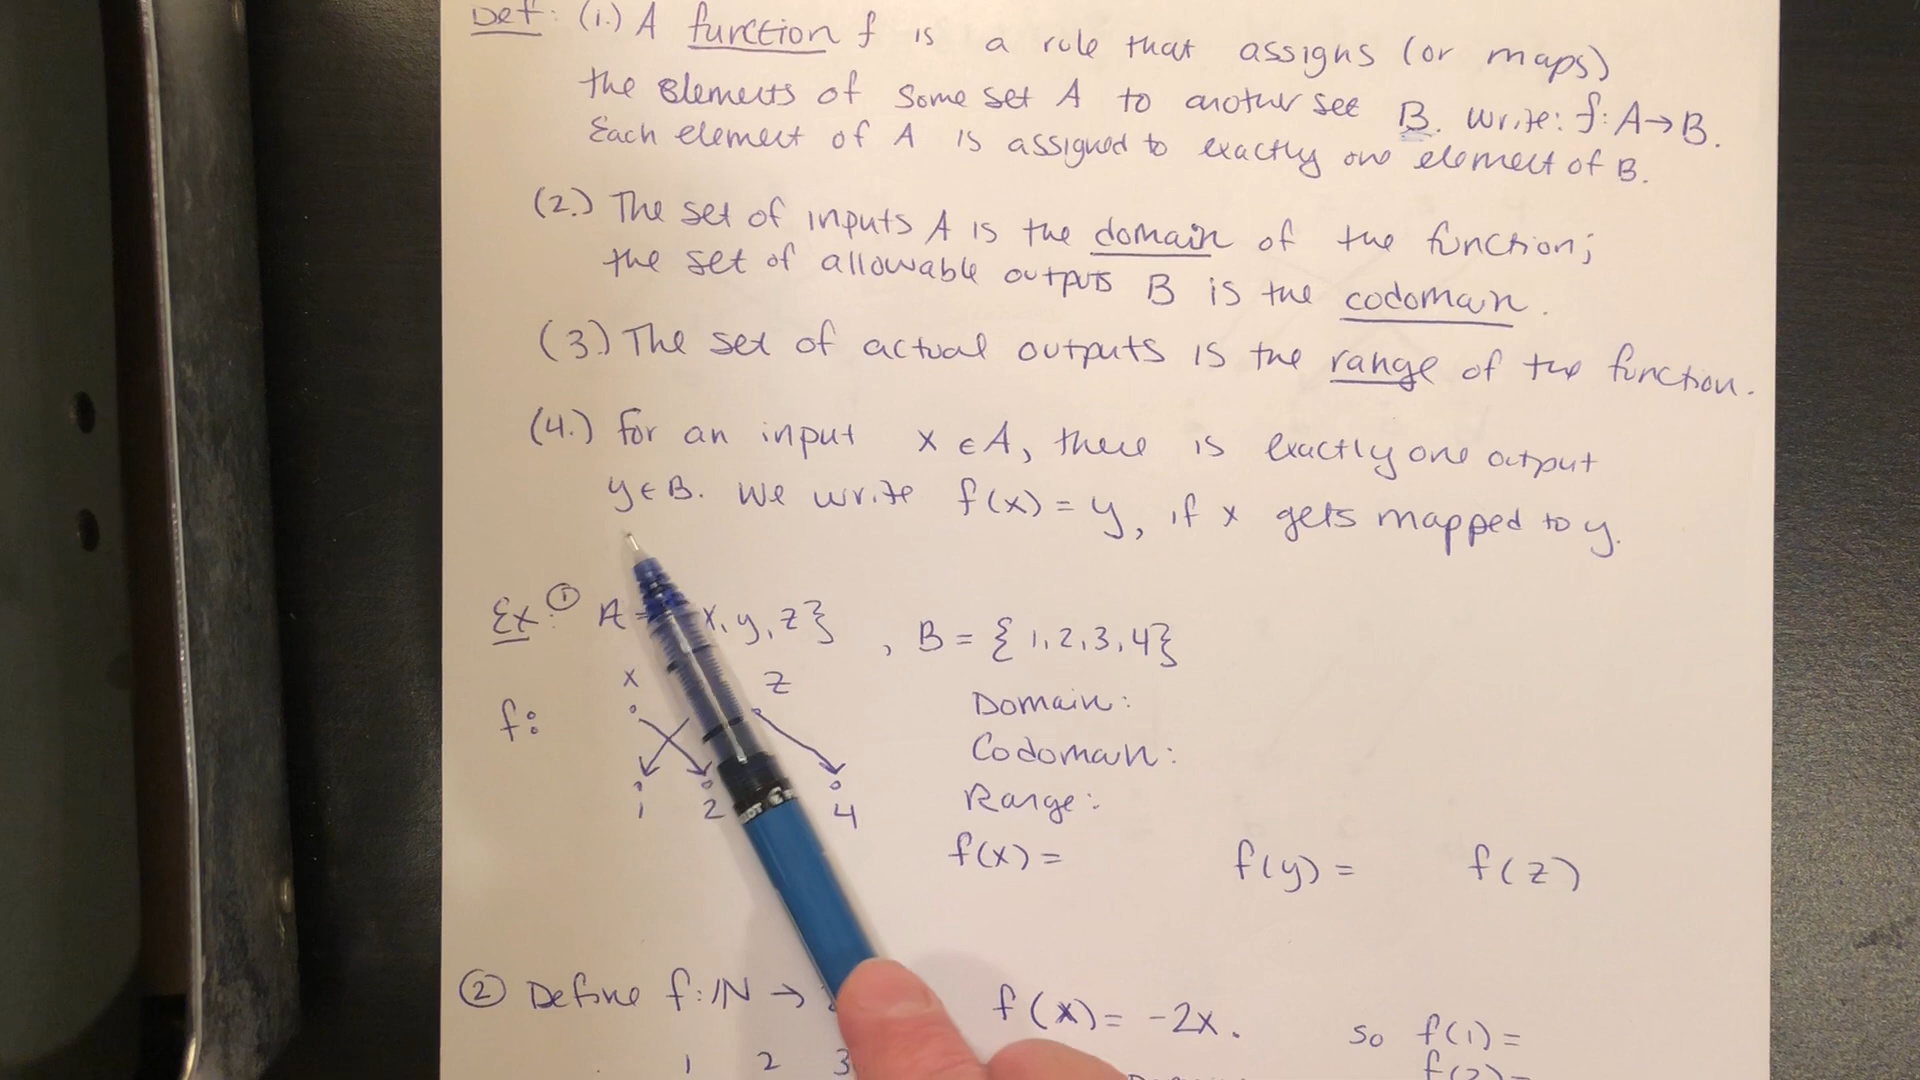 Def: (1.) A function f is a rule that assigns (or maps)
the elements of some set A to another set B. Write: f: A→B.
Each element of A is assigned to exactly one element of B.
(2.) The set of inputs A is the domain of the function;
the set of allowable outputs B is the codomain.
(3.) The set of actual outputs is the range of the function.
(4.) For an input x ∈ A, there is exactly one output
y ∈ B. We write f(x) = y, if x gets mapped to y.
Ex: ① A = x, y, z} , B = { 1, 2, 3, 4}
x z
f:
1 2 4
Domain:
Codomain:
Range:
f(x) = f(y) = f(z)
② Define f: ℕ → f(x) = -2x. so f(1) =
1 2 3 f(2) =